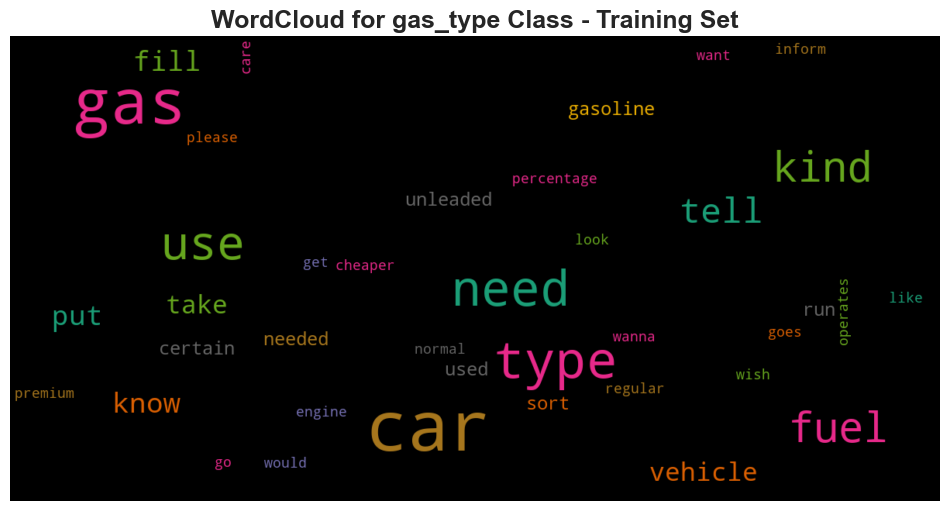 WordCloud for gas_type Class - Training Set
fill
care
want
inform
gas
gasoline
please
kind
percentage
unleaded
tell
use
look
get
cheaper
need
operates
like
take
put
run
goes
needed
wanna
certain
normal
type
used
wish
premium
regular
know
sort
engine
car
fuel
go
would
vehicle